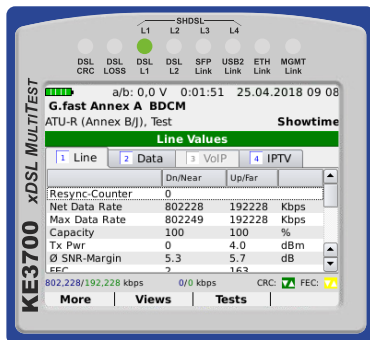 SHDSL
L1 L2 L3 L4
DSL CRC DSL LOSS DSL L1 DSL L2 SFP Link USB2 Link ETH Link MGMT Link
KE3700 xDSL MULTITEST
a/b: 0,0 V 0:01:51 25.04.2018 09 08
G.fast Annex A BDCM
ATU-R (Annex B/J), Test Showtime
Line Values
1 Line 2 Data 3 VoIP 4 IPTV
Dn/Near Up/Far
Resync-Counter 0
Net Data Rate 802228 192228 Kbps
Max Data Rate 802249 192228 Kbps
Capacity 100 100 %
Tx Pwr 0 4.0 dBm
Ø SNR-Margin 5.3 5.7 dB
FEC 2 163
802,228/192,228 kbps 0/0 kbps CRC: FEC:
More Views Tests